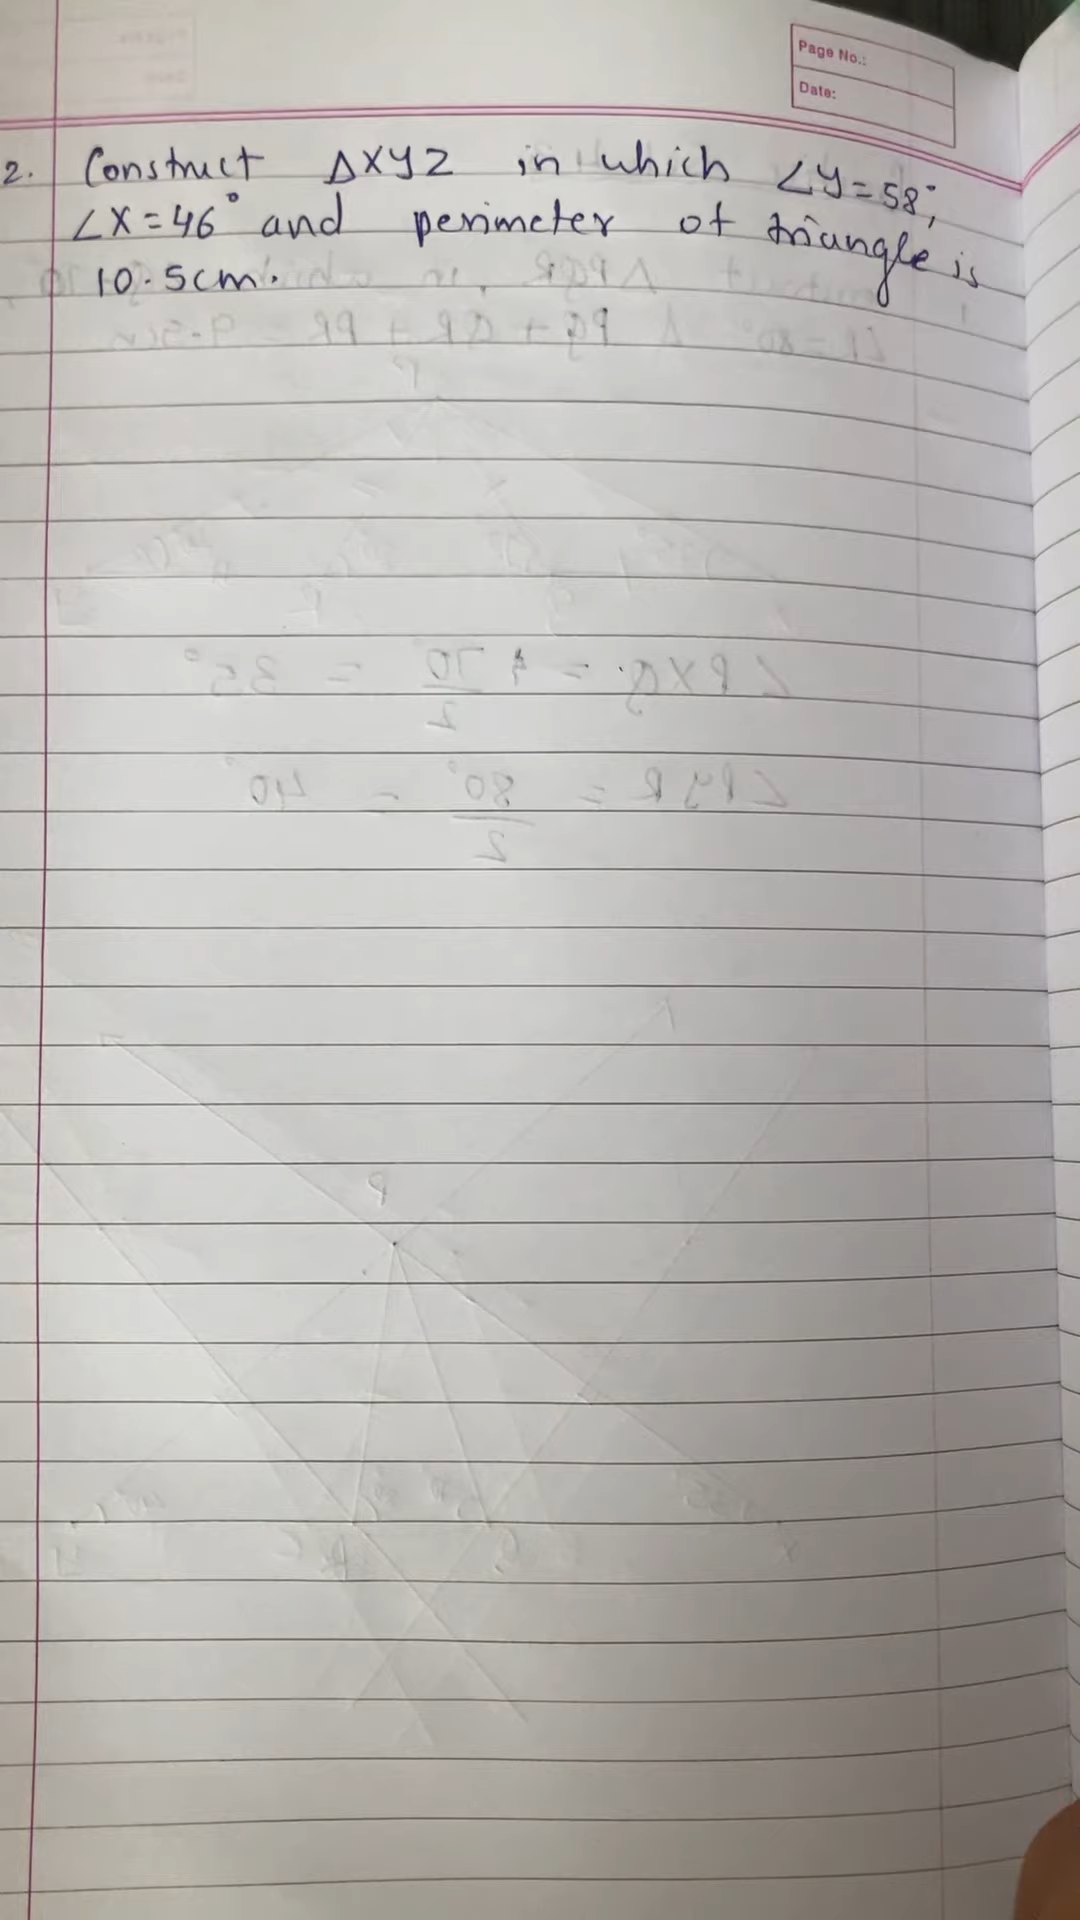 Page No.:
Date:
2. Construct ΔXYZ in which ∠Y=58°,
∠X=46° and perimeter of triangle is
10.5cm.